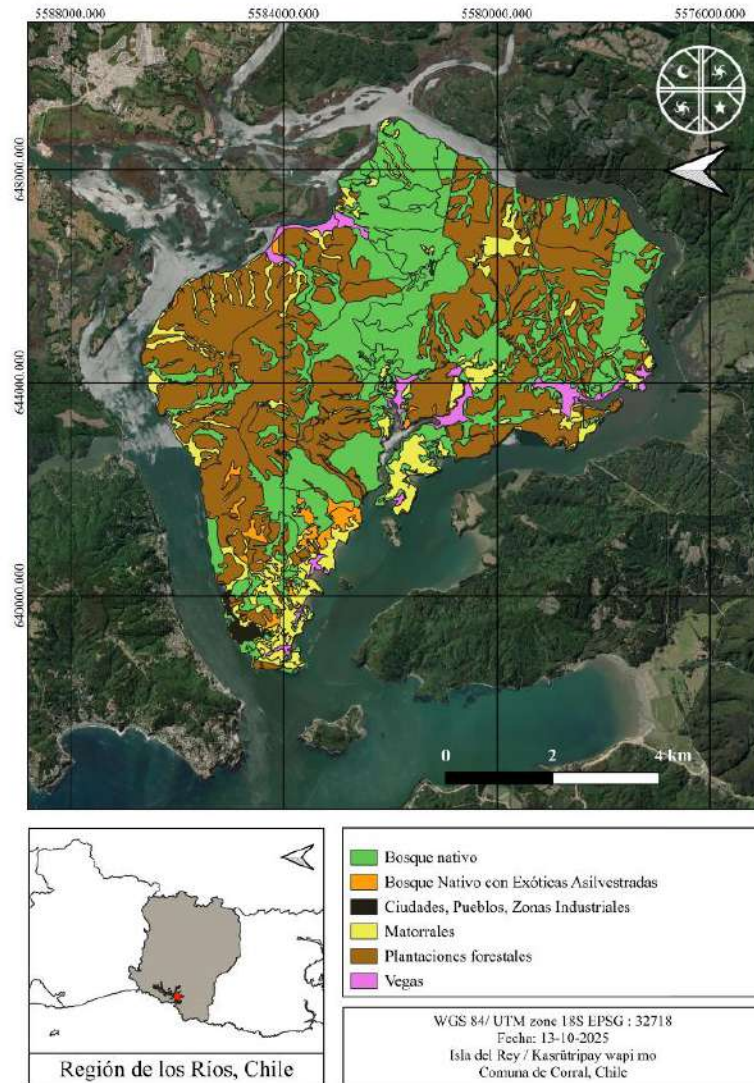 5588000.000 5584000.000 5580000.000 5576000.000
648000.000
644000.000
640000.000
0 2 4 km
Región de los Ríos, Chile
Bosque nativo
Bosque Nativo con Exóticas Asilvestradas
Ciudades, Pueblos, Zonas Industriales
Matorrales
Plantaciones forestales
Vegas
WGS 84/ UTM zone 18S EPSG : 32718
Fecha: 13-10-2025
Isla del Rey / Kasrütripay wapi mo
Comuna de Corral, Chile